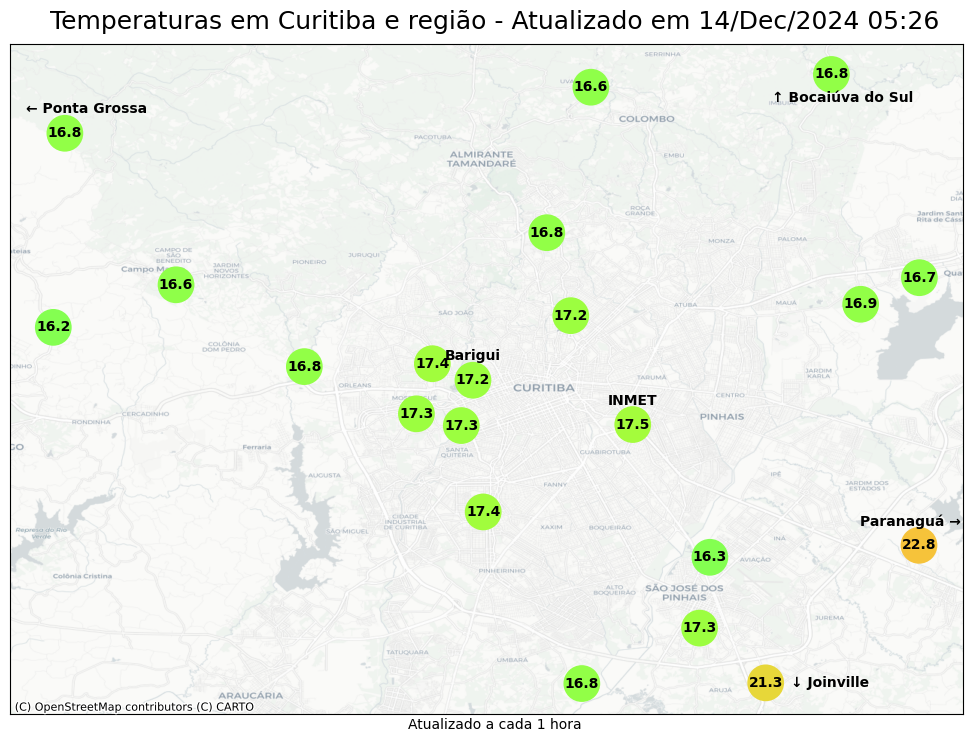 Temperaturas em Curitiba e região - Atualizado em 14/Dec/2024 05:26
SERRINHA
16.8
16.6
↑ Bocaiúva do Sul
← Ponta Grossa
16.8
COLOMBO
PACOTUBA
ALMIRANTE
TAMANDARÉ
EMBU
ROÇA
GRANDE
Jardim San
Rita de Cáss
16.8
MONZA
PALOMA
CAMPO DE
SÃO
BENEDITO
JURUQUI
PIONEIRO
JARDIM
NOVOS
HORIZONTES
Campo M
16.6
16.7
Qua
16.9
MAUÁ
ATUBA
SÃO JOÃO
17.2
16.2
COLÔNIA
DOM PEDRO
Barigui
17.4
16.8
17.2
JARDIM
KARLA
TARUMÃ
ORLEANS
CURITIBA
CENTRO
INMET
17.3
17.5
17.3
PINHAIS
CERCADINHO
RONDINHA
GO
Ferraria
SANTA
QUITÉRIA
GUABIROTUBA
AUGUSTA
IPÊ
FANNY
JARDIM DOS
ESTADOS I
17.4
CIDADE
INDUSTRIAL
DE CURITIBA
XAXIM
BOQUEIRÃO
Paranaguá →
SÃO MIGUEL
Represa do Rio
Verde
INÁ
22.8
16.3
AVIAÇÃO
PINHEIRINHO
Colônia Cristina
ALTO
BOQUEIRÃO
SÃO JOSÉ DOS
PINHAIS
JUREMA
17.3
TATUQUARA
UMBARÁ
16.8
21.3
↓ Joinville
ARUJÁ
ARAUCÁRIA
(C) OpenStreetMap contributors (C) CARTO
Atualizado a cada 1 hora